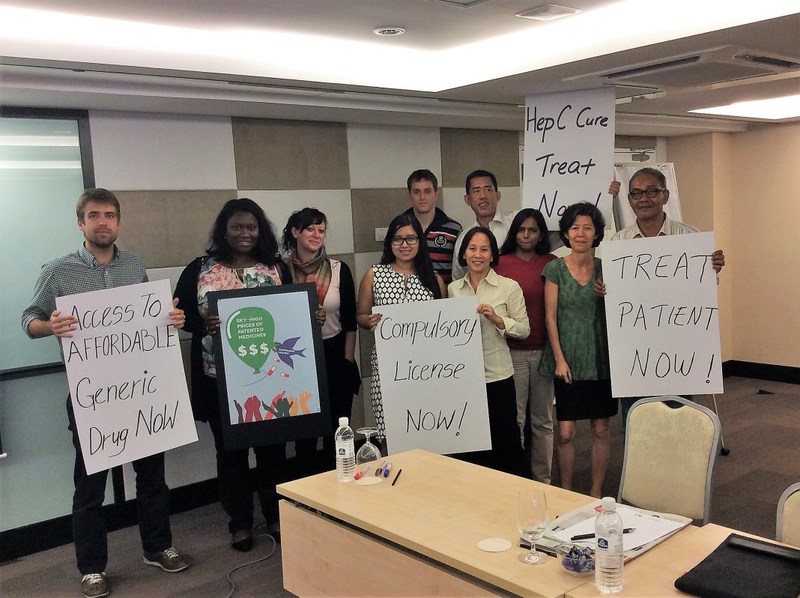 Access To
AFFORDABLE
Generic
Drug Now
SKY-HIGH
PRICES OF
PATENTED
MEDICINES
$$$
Compulsory
License
NOW!
HepC Cure
Treat
Now!
TREAT
PATIENT
NOW!